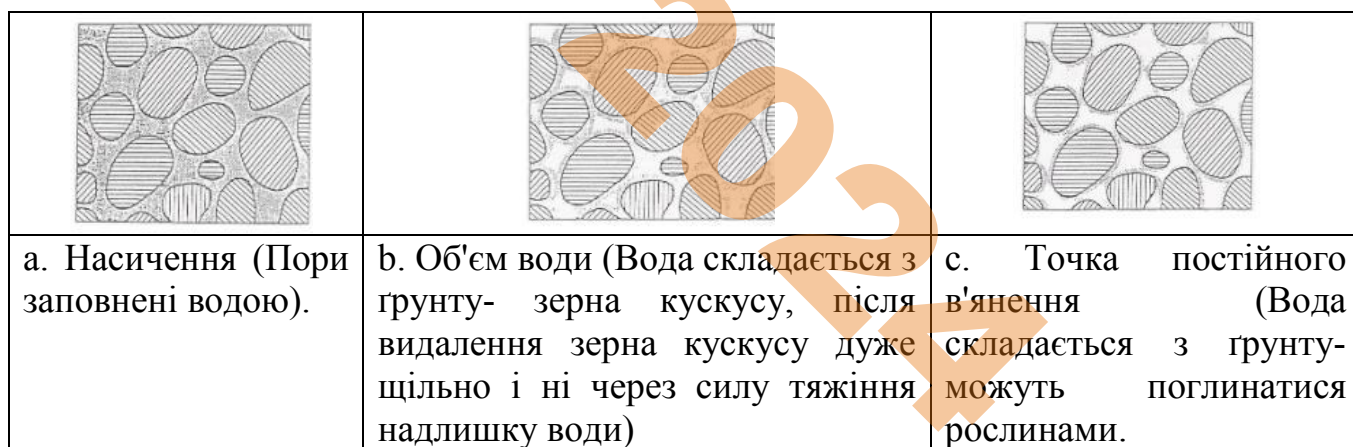 a. Насичення (Пори
заповнені водою).
b. Об'єм води (Вода складається з
ґрунту- зерна кускусу, після
видалення зерна кускусу дуже
щільно і ні через силу тяжіння
надлишку води)
c. Точка постійного
в'янення (Вода
складається з ґрунту-
можуть поглинатися
рослинами.
2024